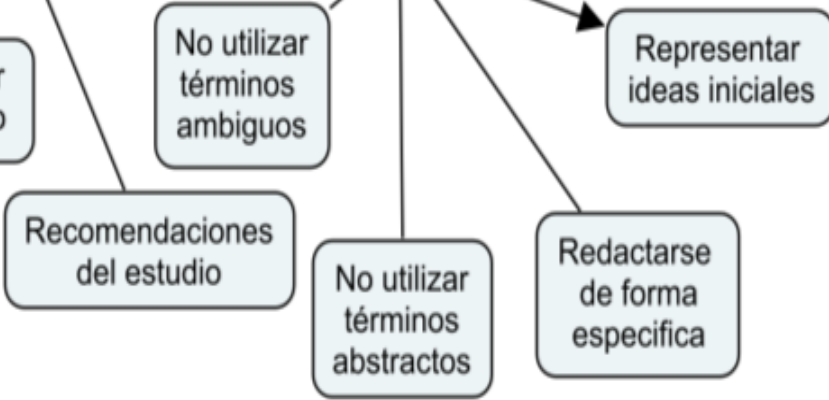 No utilizar
términos
ambiguos
Representar
ideas iniciales
Recomendaciones
del estudio
No utilizar
términos
abstractos
Redactarse
de forma
especifica